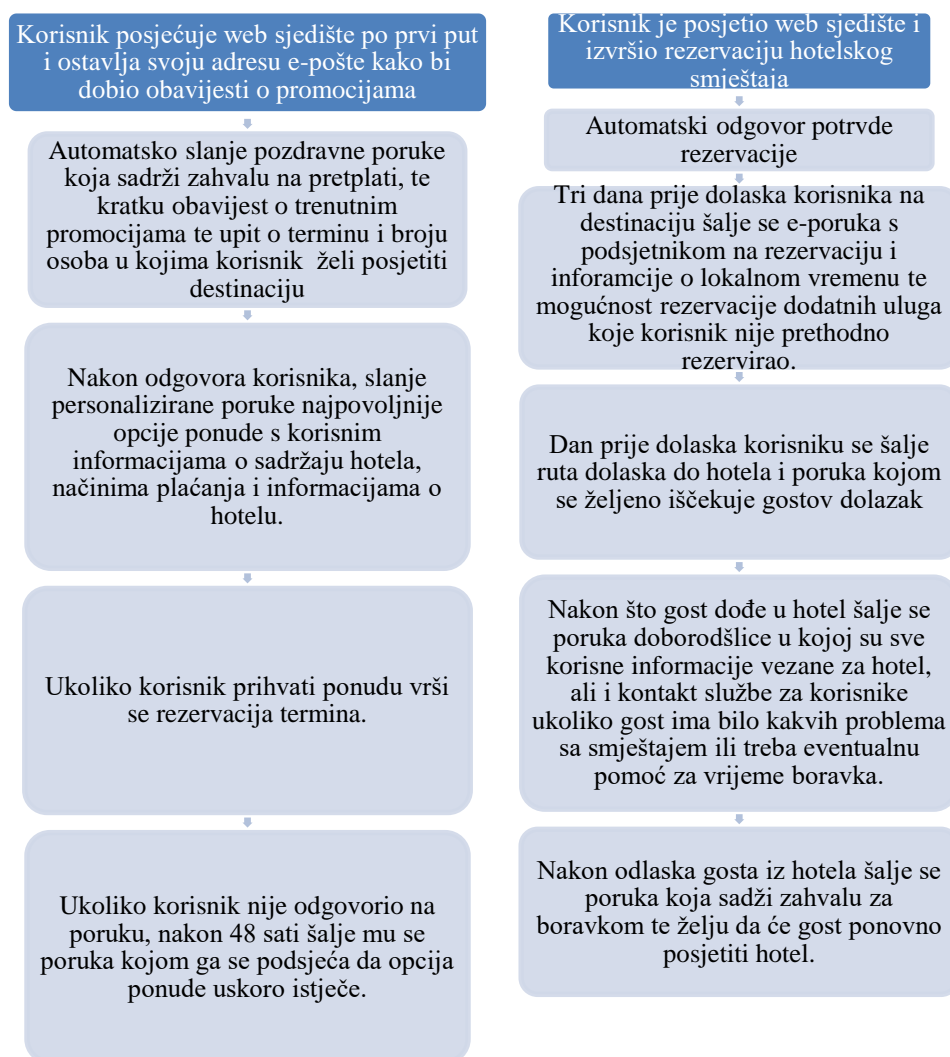 Korisnik posjećuje web sjedište po prvi put
i ostavlja svoju adresu e-pošte kako bi
dobio obavijesti o promocijama
Automatsko slanje pozdravne poruke
koja sadrži zahvalu na pretplati, te
kratku obavijest o trenutnim
promocijama te upit o terminu i broju
osoba u kojima korisnik želi posjetiti
destinaciju
Nakon odgovora korisnika, slanje
personalizirane poruke najpovoljnije
opcije ponude s korisnim
informacijama o sadržaju hotela,
načinima plaćanja i informacijama o
hotelu.
Ukoliko korisnik prihvati ponudu vrši
se rezervacija termina.
Ukoliko korisnik nije odgovorio na
poruku, nakon 48 sati šalje mu se
poruka kojom ga se podsjeća da opcija
ponude uskoro istječe.
Korisnik je posjetio web sjedište i
izvršio rezervaciju hotelskog
smještaja
Automatski odgovor potrvde
rezervacije
Tri dana prije dolaska korisnika na
destinaciju šalje se e-poruka s
podsjetnikom na rezervaciju i
inforamcije o lokalnom vremenu te
mogućnost rezervacije dodatnih uluga
koje korisnik nije prethodno
rezervirao.
Dan prije dolaska korisniku se šalje
ruta dolaska do hotela i poruka kojom
se željeno iščekuje gostov dolazak
Nakon što gost dođe u hotel šalje se
poruka doborodšlice u kojoj su sve
korisne informacije vezane za hotel,
ali i kontakt službe za korisnike
ukoliko gost ima bilo kakvih problema
sa smještajem ili treba eventualnu
pomoć za vrijeme boravka.
Nakon odlaska gosta iz hotela šalje se
poruka koja sadži zahvalu za
boravkom te želju da će gost ponovno
posjetiti hotel.